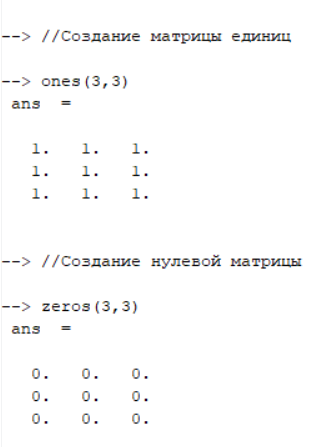 --> //Создание матрицы единиц
--> ones(3,3)
ans  =
1.   1.   1.
1.   1.   1.
1.   1.   1.
--> //Создание нулевой матрицы
--> zeros(3,3)
ans  =
0.   0.   0.
0.   0.   0.
0.   0.   0.